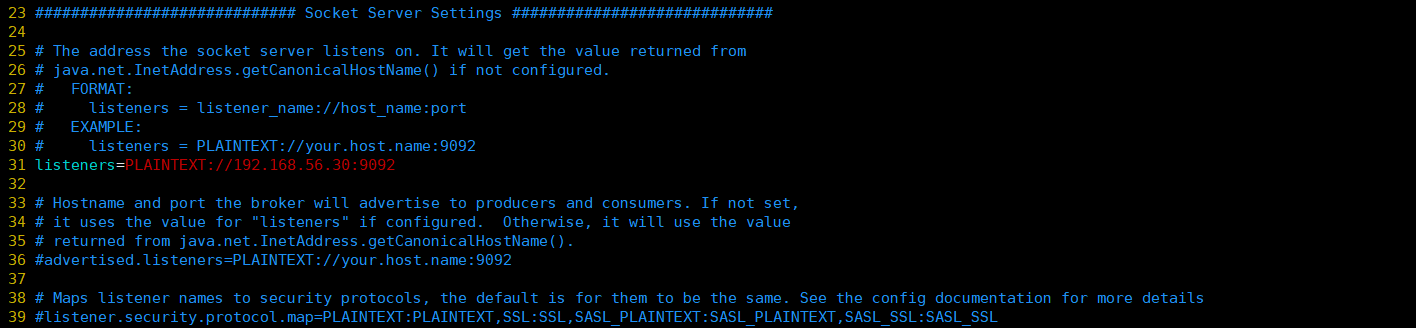 23 ############################# Socket Server Settings #############################
24
25 # The address the socket server listens on. It will get the value returned from
26 # java.net.InetAddress.getCanonicalHostName() if not configured.
27 #   FORMAT:
28 #     listeners = listener_name://host_name:port
29 #   EXAMPLE:
30 #     listeners = PLAINTEXT://your.host.name:9092
31 listeners=PLAINTEXT://192.168.56.30:9092
32
33 # Hostname and port the broker will advertise to producers and consumers. If not set,
34 # it uses the value for "listeners" if configured.  Otherwise, it will use the value
35 # returned from java.net.InetAddress.getCanonicalHostName().
36 #advertised.listeners=PLAINTEXT://your.host.name:9092
37
38 # Maps listener names to security protocols, the default is for them to be the same. See the config documentation for more details
39 #listener.security.protocol.map=PLAINTEXT:PLAINTEXT,SSL:SSL,SASL_PLAINTEXT:SASL_PLAINTEXT,SASL_SSL:SASL_SSL